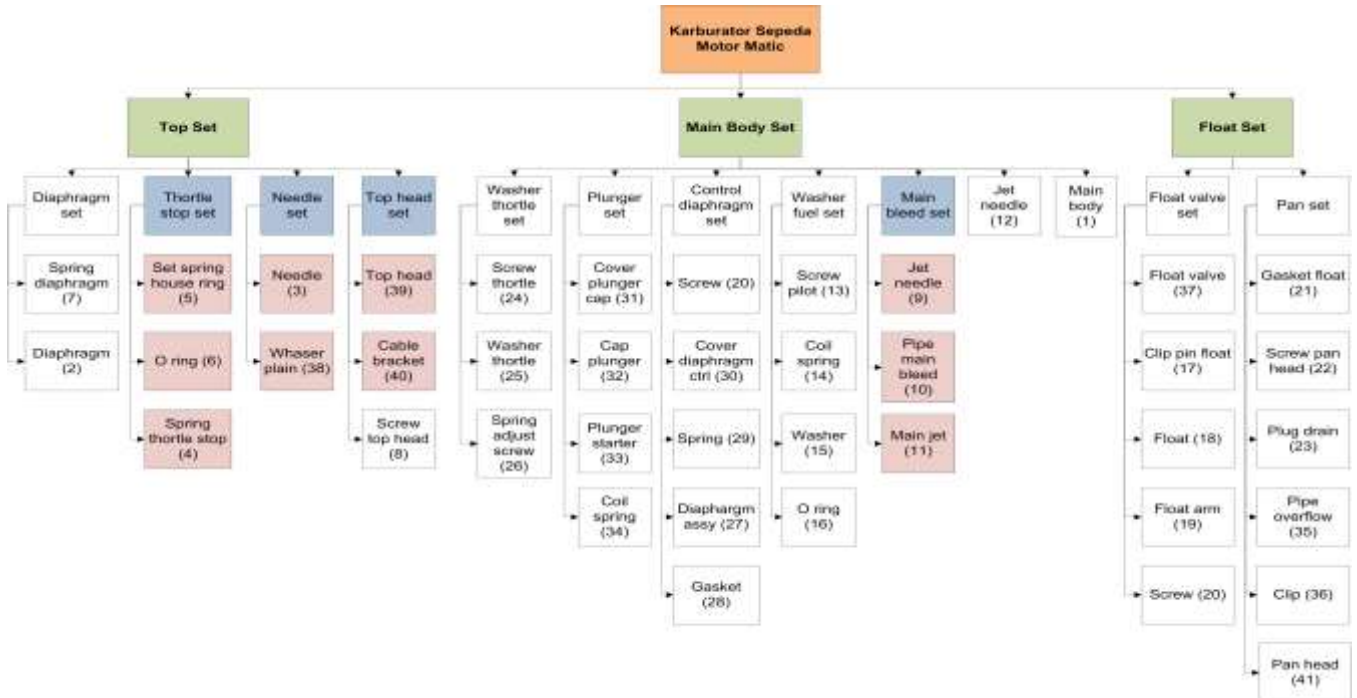 Karburator Sepeda
Motor Matic
Top Set
Main Body Set
Float Set
Diaphragm
set
Thortle
stop set
Needle set
Top head set
Washer
thortle set
Plunger
set
Control
diaphragm
set
Washer
fuel set
Main
bleed set
Jet
needle
(12)
Main
body (1)
Float valve
set
Pan set
Spring
diaphragm
(7)
Set spring
house ring
(5)
Needle
(3)
Top head
(39)
Screw
thortle
(24)
Cover
plunger
cap (31)
Screw (20)
Screw
pilot (13)
Jet
needle
(9)
Float valve
(37)
Gasket float
(21)
Diaphragm
(2)
O ring (6)
Whaser
plain (38)
Cable
bracket
(40)
Washer
thortle
(25)
Cap
plunger
(32)
Cover
diaphragm
ctrl (30)
Coil
spring
(14)
Pipe
main
bleed
(10)
Clip pin float
(17)
Screw pan
head (22)
Spring
thortle stop
(4)
Screw
top head
(8)
Spring
adjust
screw
(26)
Plunger
starter
(33)
Spring (29)
Washer
(15)
Main jet
(11)
Float (18)
Plug drain
(23)
Coil
spring
(34)
Diaphargm
assy (27)
O ring
(16)
Float arm
(19)
Pipe
overflow
(35)
Gasket
(28)
Screw (20)
Clip (36)
Pan head
(41)